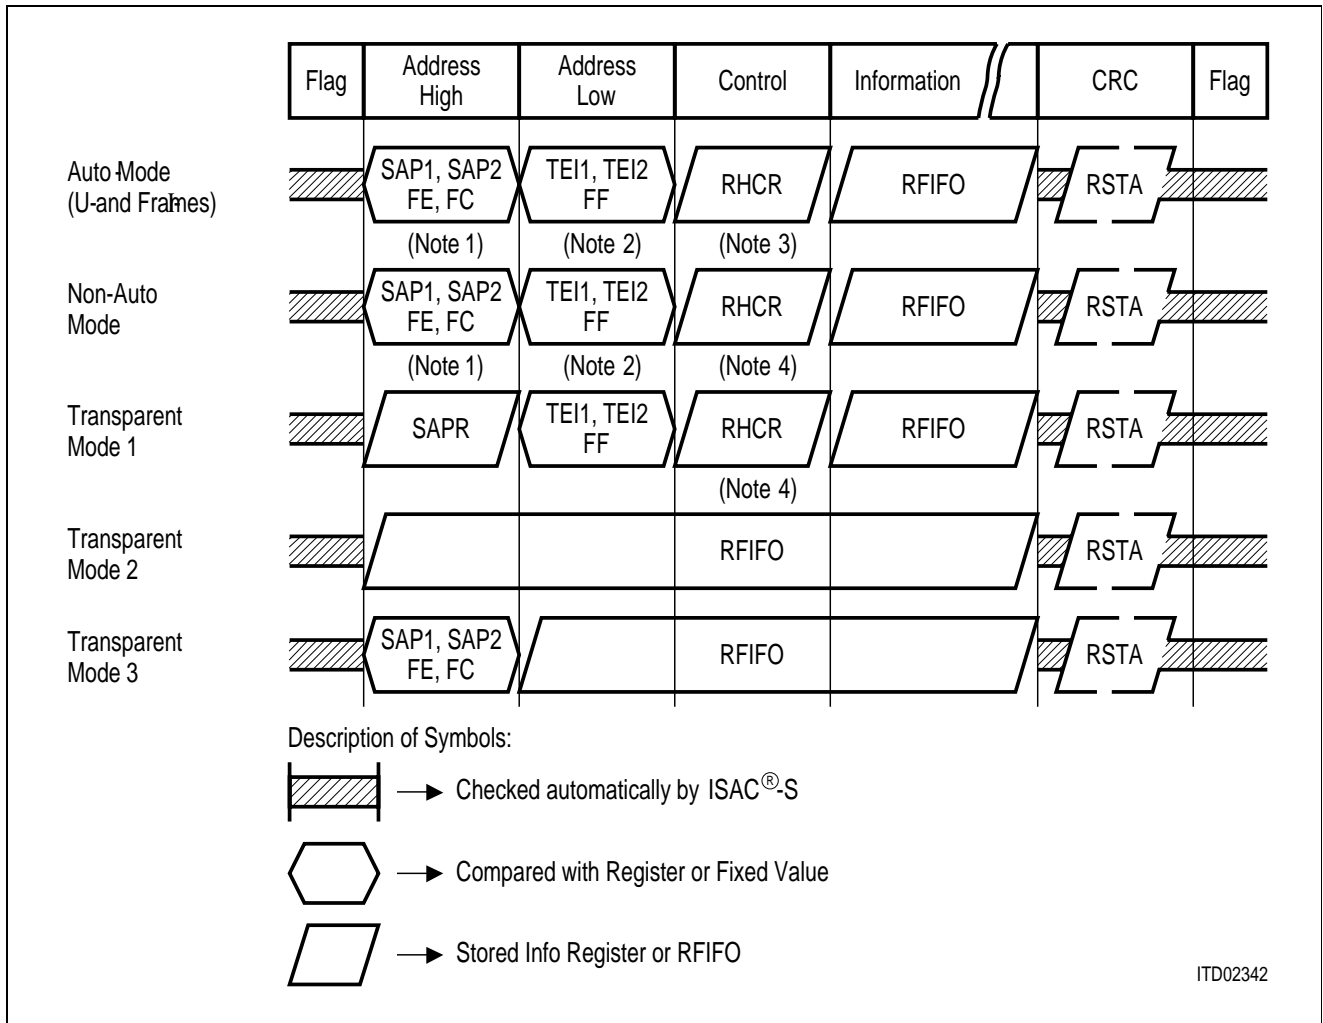 Flag Address High Address Low Control Information CRC Flag
Auto-Mode
(U-and Frames)
SAP1, SAP2 TEI1, TEI2 RHCR RFIFO RSTA
FE, FC FF
(Note 1) (Note 2) (Note 3)
Non-Auto
Mode
SAP1, SAP2 TEI1, TEI2 RHCR RFIFO RSTA
FE, FC FF
(Note 1) (Note 2) (Note 4)
Transparent
Mode 1
SAPR TEI1, TEI2 RHCR RFIFO RSTA
FF
(Note 4)
Transparent
Mode 2
RFIFO RSTA
Transparent
Mode 3
SAP1, SAP2 RFIFO RSTA
FE, FC
Description of Symbols:
Checked automatically by ISAC®-S
Compared with Register or Fixed Value
Stored Info Register or RFIFO
ITD02342